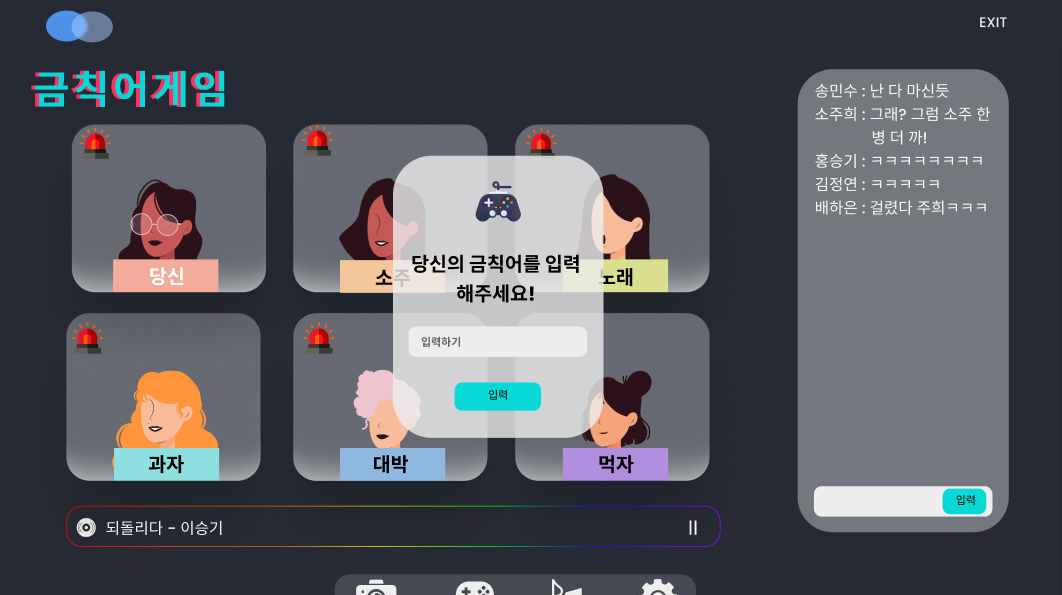 EXIT
금칙어게임
당신
소주
노래
당신의 금칙어를 입력
해주세요!
입력하기
입력
과자
대박
먹자
되돌리다 - 이승기
송민수 : 난 다 마신듯
소주희 : 그래? 그럼 소주 한
병 더 까!
홍승기 : ㅋㅋㅋㅋㅋㅋㅋㅋ
김정연 : ㅋㅋㅋㅋㅋ
배하은 : 걸렸다 주희ㅋㅋㅋ
입력